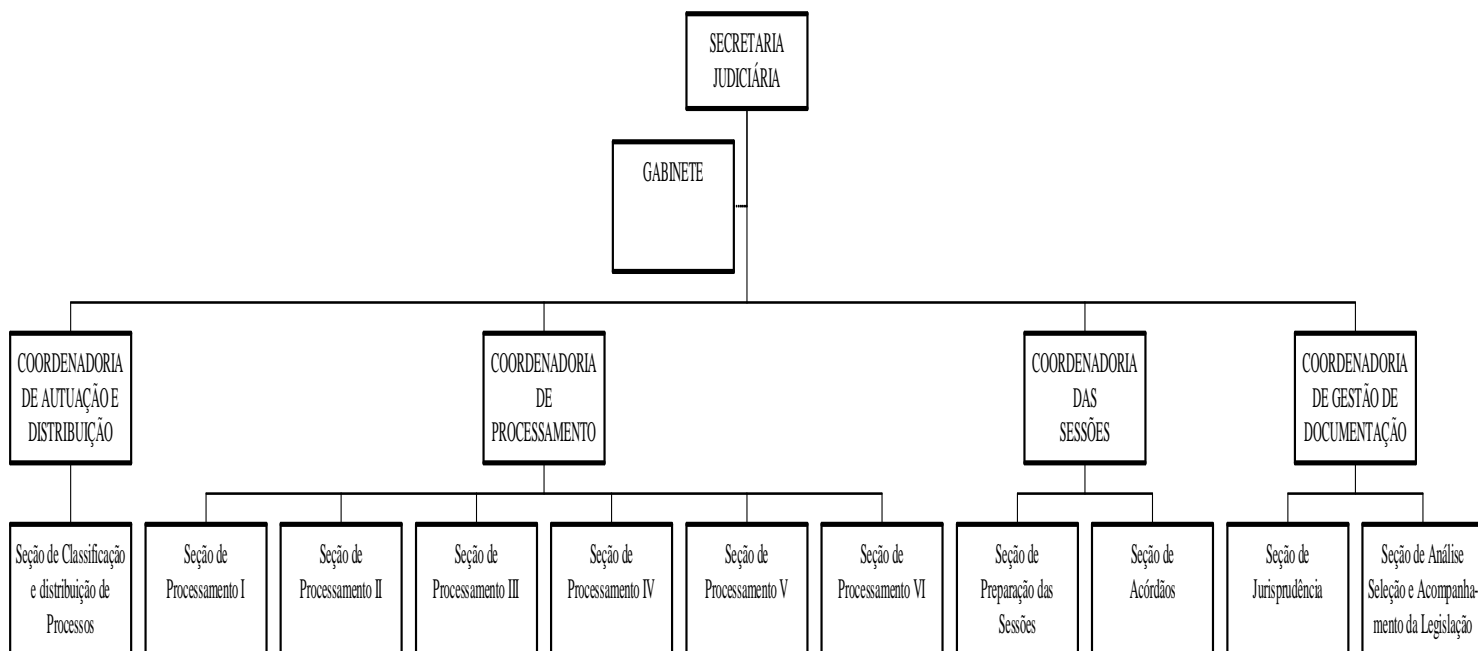 SECRETARIA
JUDICIÁRIA
GABINETE
COORDENADORIA
DE AUTUAÇÃO E
DISTRIBUIÇÃO
COORDENADORIA
DE
PROCESSAMENTO
COORDENADORIA
DAS
SESSÕES
COORDENADORIA
DE GESTÃO DE
DOCUMENTAÇÃO
Seção de Classificação
e distribuição de
Processos
Seção de
Processamento I
Seção de
Processamento II
Seção de
Processamento III
Seção de
Processamento IV
Seção de
Processamento V
Seção de
Processamento VI
Seção de
Preparação das
Sessões
Seção de
Acórdãos
Seção de
Jurisprudência
Seção de Análise
Seleção e Acompanha-
mento da Legislação